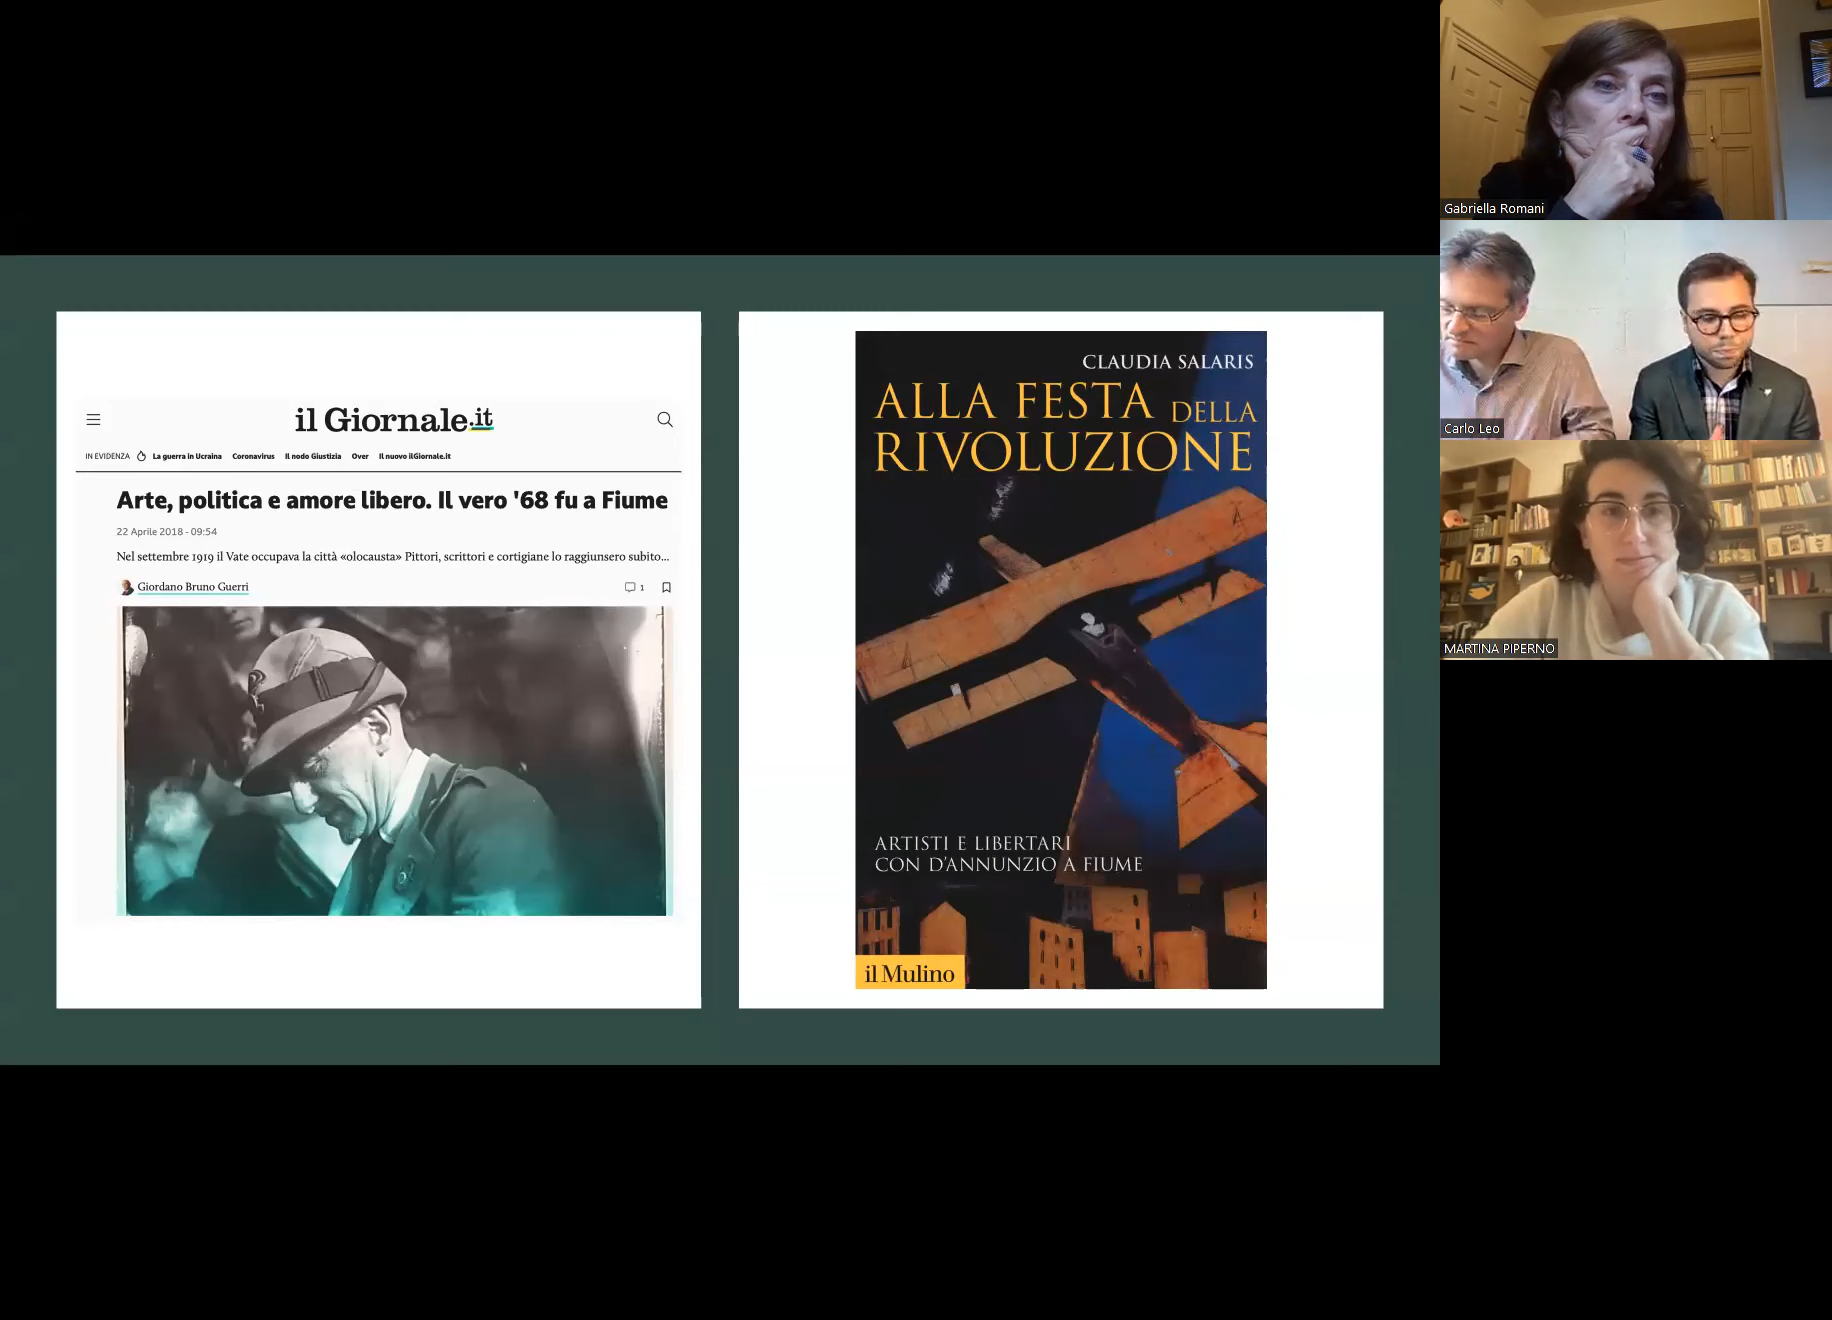 il Giornale.it
IN EVIDENZA La guerra in Ucraina Coronavirus Il nodo Giustizia Over Il nuovo ilGiornale.it
Arte, politica e amore libero. Il vero '68 fu a Fiume
22 Aprile 2018 - 09:54
Nel settembre 1919 il Vate occupava la città «olocausta» Pittori, scrittori e cortigiane lo raggiunsero subito...
Giordano Bruno Guerri 1
CLAUDIA SALARIS
ALLA FESTA DELLA
RIVOLUZIONE
ARTISTI E LIBERTARI
CON D'ANNUNZIO A FIUME
il Mulino
Gabriella Romani
Carlo Leo
MARTINA PIPERNO